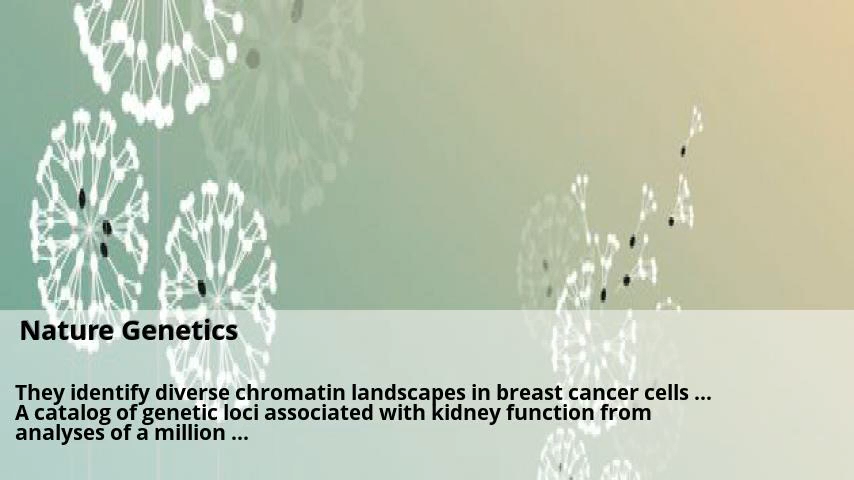 Nature Genetics
They identify diverse chromatin landscapes in breast cancer cells ...
A catalog of genetic loci associated with kidney function from
analyses of a million ...